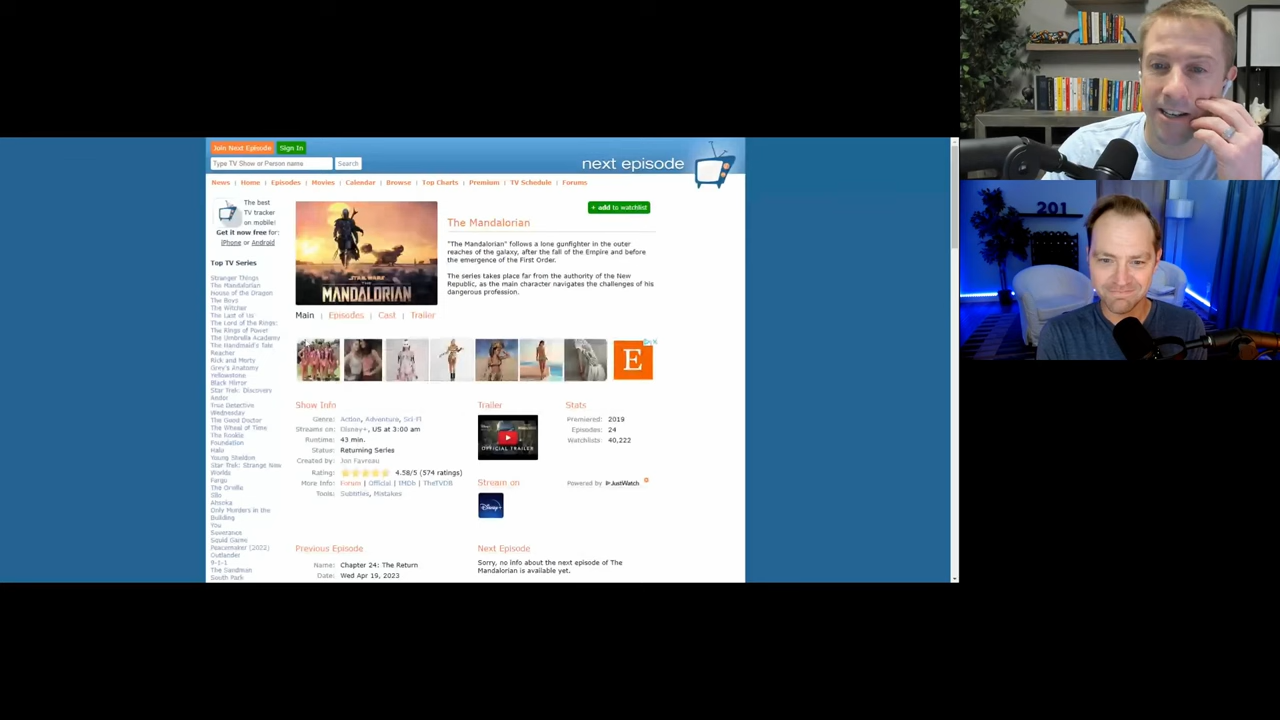 Join Next Episode Sign In
Type TV Show or Person name Search
next episode
News Home Episodes Movies Calendar Browse Top Charts Premium TV Schedule Forums
The best
TV tracker
on mobile!
Get it now free for:
iPhone or Android
Top TV Series
Stranger Things
The Mandalorian
House of the Dragon
The Boys
The Witcher
The Last of Us
The Lord of the Rings:
The Rings of Power
The Umbrella Academy
The Handmaid's Tale
Reacher
Rick and Morty
Grey's Anatomy
Yellowstone
Black Mirror
Star Trek: Discovery
Andor
True Detective
Wednesday
The Good Doctor
The Wheel of Time
The Rookie
Foundation
Halo
Young Sheldon
Star Trek: Strange New
Worlds
Fargo
The Orville
Silo
Ahsoka
Only Murders in the
Building
You
Severance
Squid Game
Peacemaker (2022)
Outlander
9-1-1
The Sandman
South Park
STAR WARS
THE
MANDALORIAN
+ add to watchlist
The Mandalorian
"The Mandalorian" follows a lone gunfighter in the outer
reaches of the galaxy, after the fall of the Empire and before
the emergence of the First Order.
The series takes place far from the authority of the New
Republic, as the main character navigates the challenges of his
dangerous profession.
Main | Episodes | Cast | Trailer
E
Show Info
Genre: Action, Adventure, Sci-Fi
Streams on: Disney+, US at 3:00 am
Runtime: 43 min.
Status: Returning Series
Created by: Jon Favreau
Rating: 4.58/5 (574 ratings)
More Info: Forum | Official | IMDb | TheTVDB
Tools: Subtitles, Mistakes
Trailer
OFFICIAL TRAILER
Stream on
Disney+
Stats
Premiered: 2019
Episodes: 24
Watchlists: 40,222
Powered by JustWatch
Previous Episode
Name: Chapter 24: The Return
Date: Wed Apr 19, 2023
Next Episode
Sorry, no info about the next episode of The
Mandalorian is available yet.
201